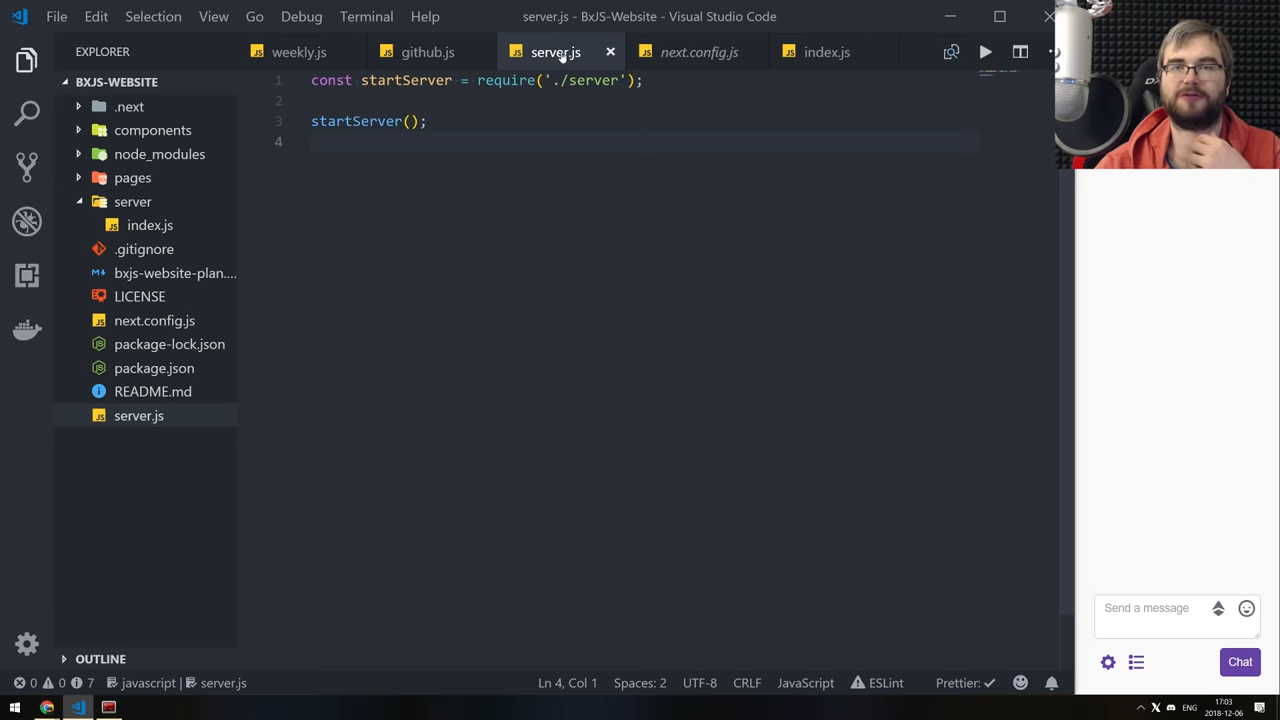 File Edit Selection View Go Debug Terminal Help
server.js - BxJS-Website - Visual Studio Code
EXPLORER
weekly.js
github.js
server.js
next.config.js
index.js
BXJS-WEBSITE
.next
components
node_modules
pages
server
index.js
.gitignore
bxjs-website-plan....
LICENSE
next.config.js
package-lock.json
package.json
README.md
server.js
OUTLINE
1 const startServer = require('./server');
2
3 startServer();
4
Send a message
Chat
0 0 7 javascript | server.js
Ln 4, Col 1 Spaces: 2 UTF-8 CRLF JavaScript ESLint Prettier:
ENG
17:03
2018-12-06